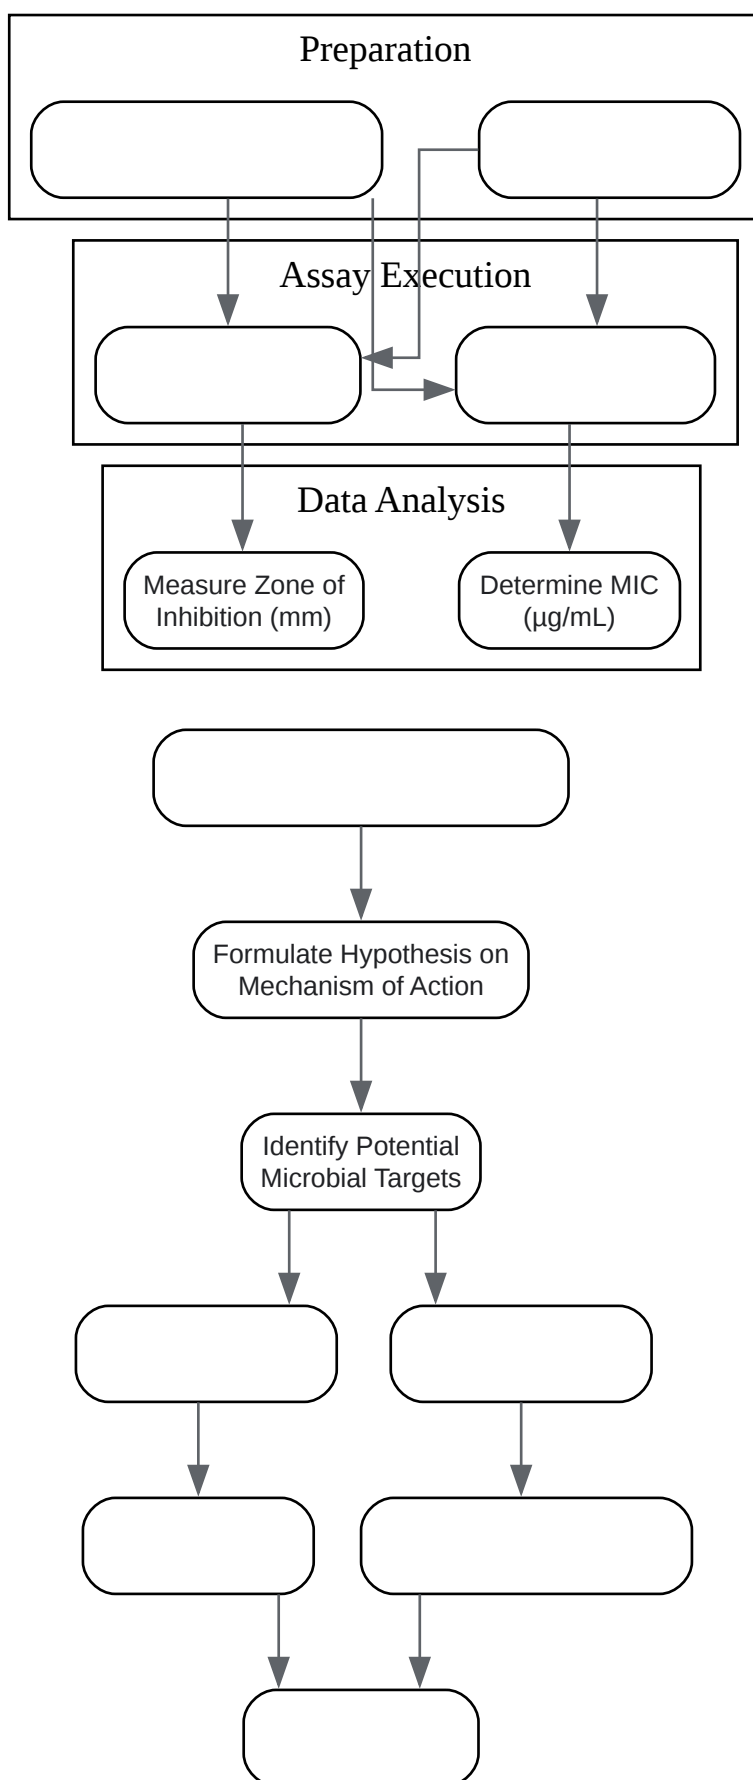 Preparation
Assay Execution
Data Analysis
Measure Zone of
Inhibition (mm)
Determine MIC
(µg/mL)
Formulate Hypothesis on
Mechanism of Action
Identify Potential
Microbial Targets